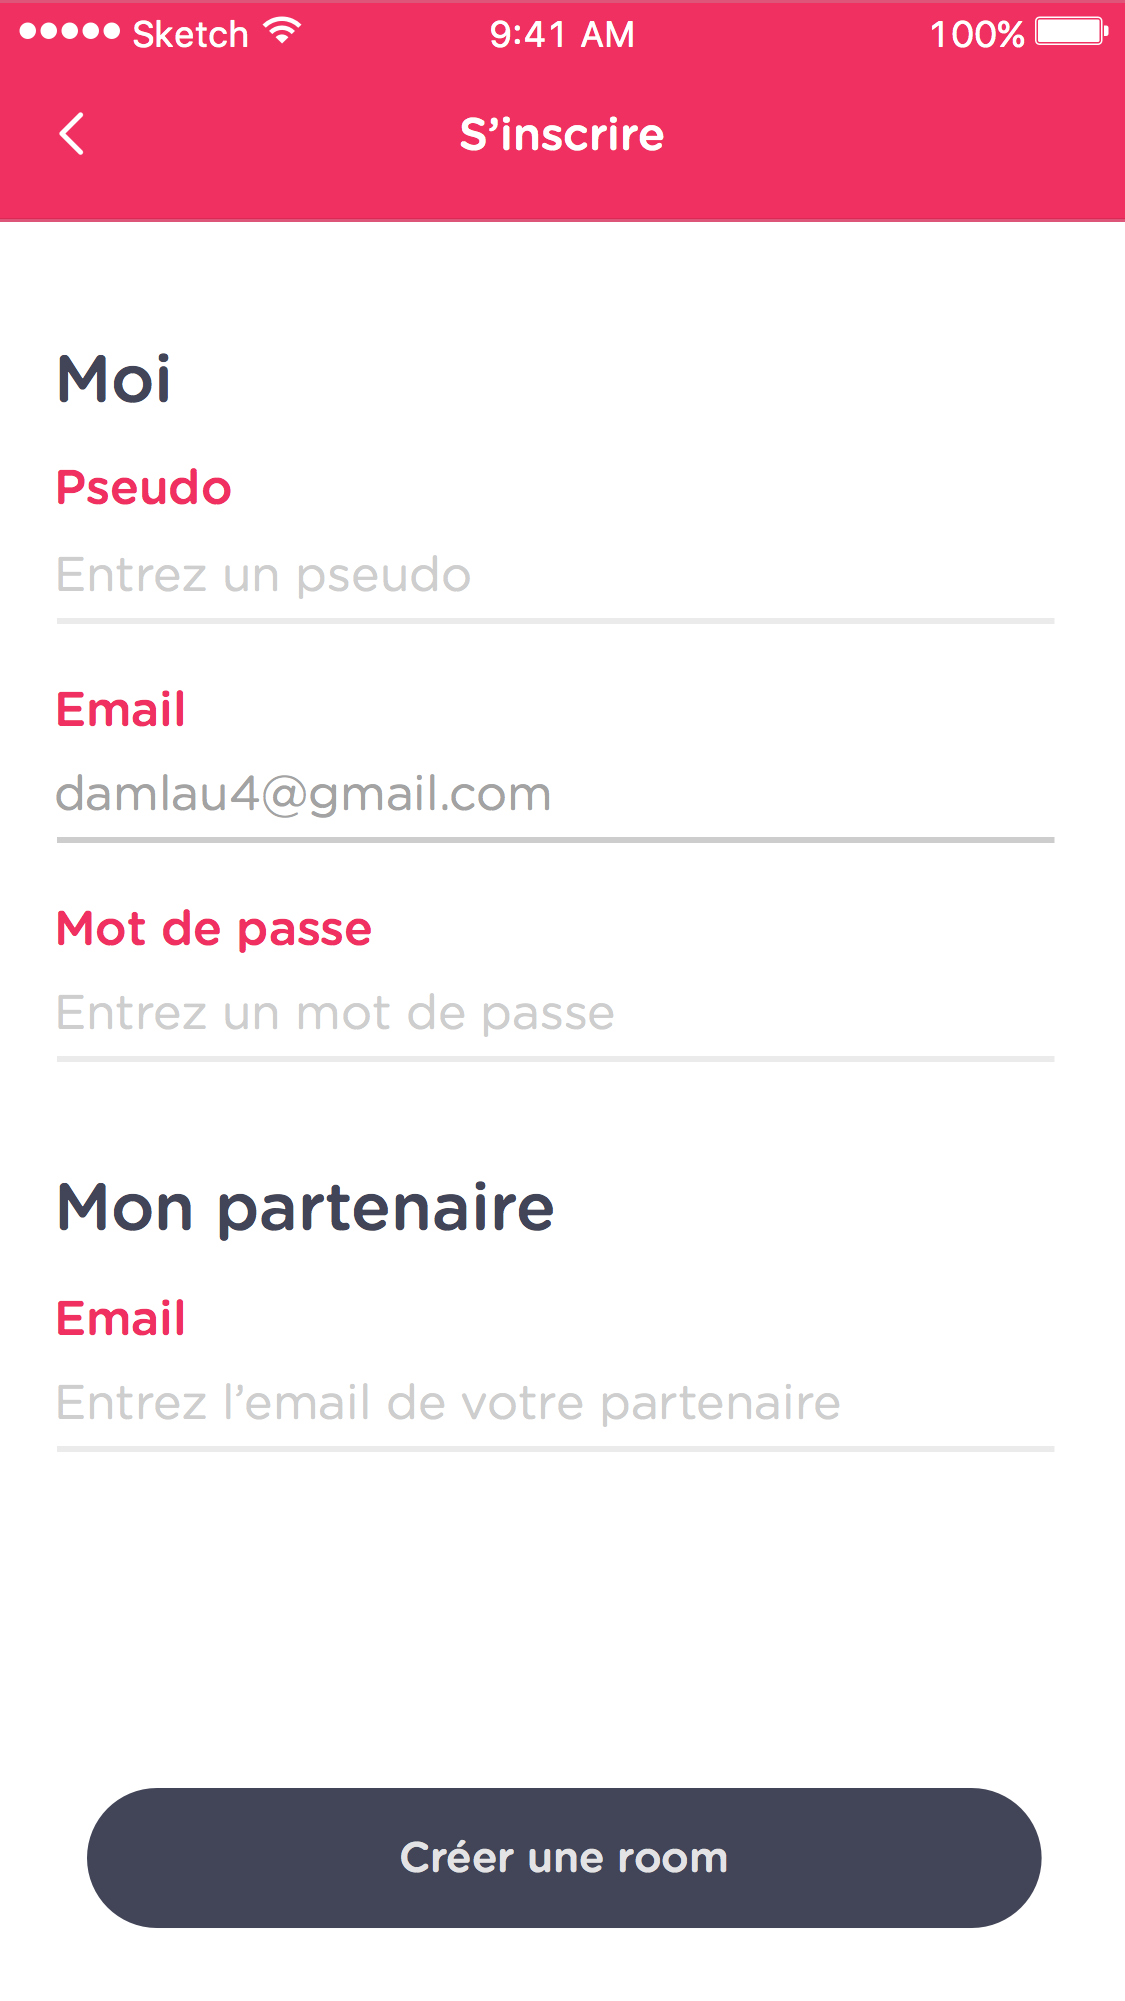 Sketch 9:41 AM 100%
S’inscrire
Moi
Pseudo
Entrez un pseudo
Email
damlau4@gmail.com
Mot de passe
Entrez un mot de passe
Mon partenaire
Email
Entrez l’email de votre partenaire
Créer une room